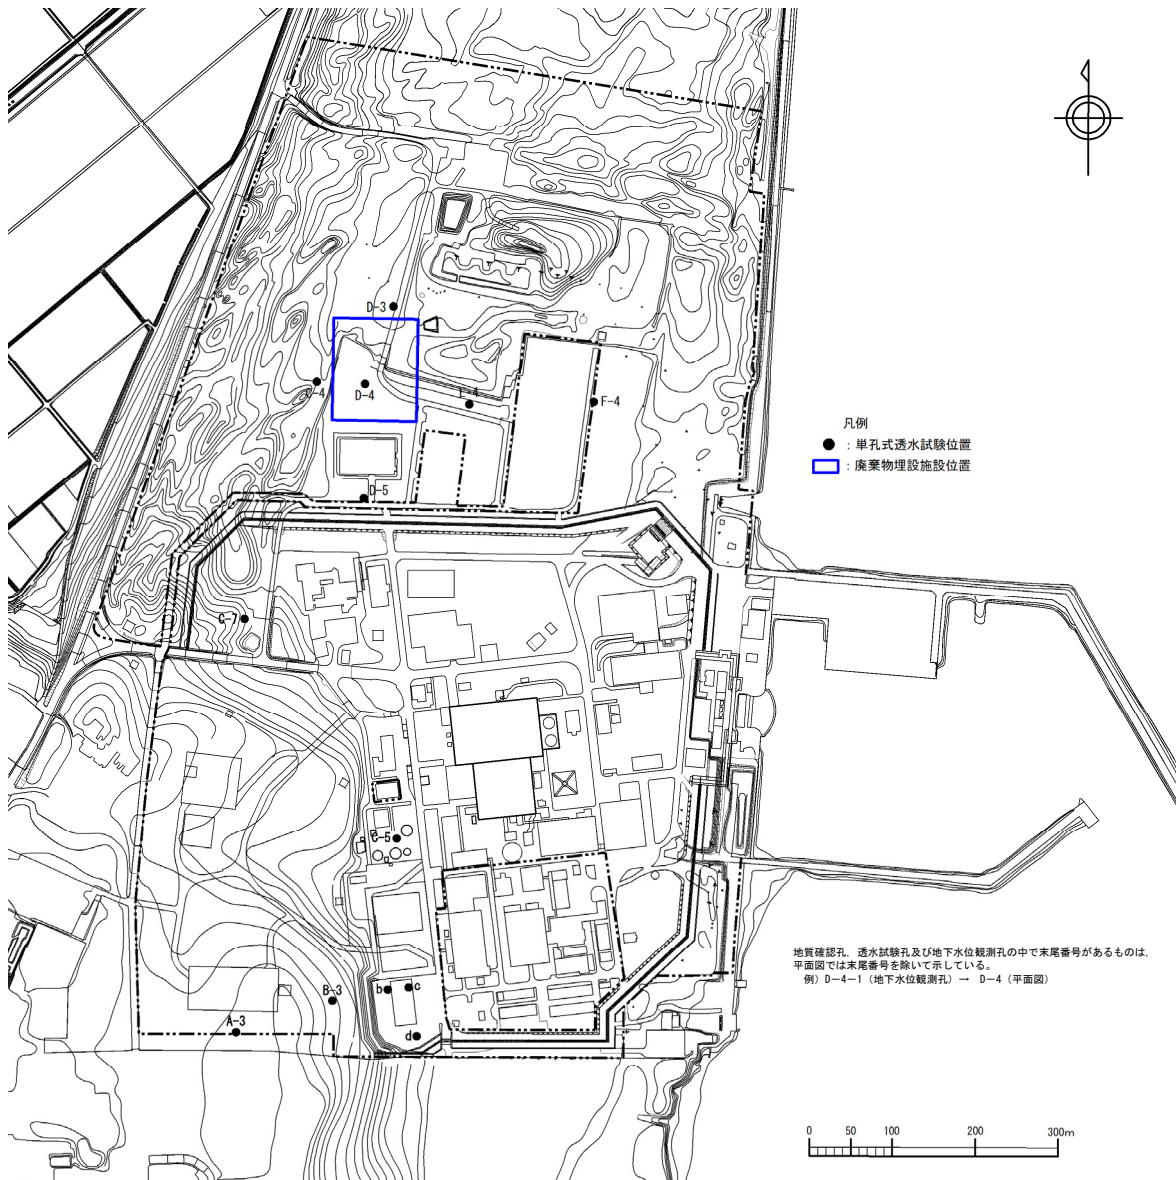 D-3
D-4
F-4
D-5
C-5
B-3
A-3
b
c
d
凡例
● : 単孔式透水試験位置
: 廃棄物埋設施設位置
地質確認孔，透水試験孔及び地下水位観測孔の中で末尾番号があるものは，
平面図では末尾番号を除いて示している。
例）D－4－1（地下水位観測孔）→ D－4（平面図）
0 50 100 200 300m